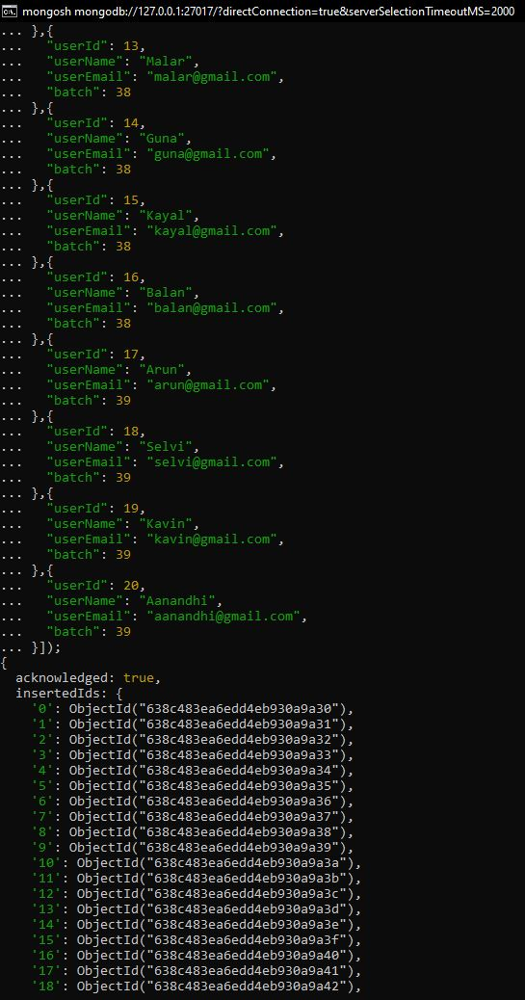 mongosh mongodb://127.0.0.1:27017/?directConnection=true&serverSelectionTimeoutMS=2000
... },{
...   "userId": 13,
...   "userName": "Malar",
...   "userEmail": "malar@gmail.com",
...   "batch": 38
... },{
...   "userId": 14,
...   "userName": "Guna",
...   "userEmail": "guna@gmail.com",
...   "batch": 38
... },{
...   "userId": 15,
...   "userName": "Kayal",
...   "userEmail": "kayal@gmail.com",
...   "batch": 38
... },{
...   "userId": 16,
...   "userName": "Balan",
...   "userEmail": "balan@gmail.com",
...   "batch": 38
... },{
...   "userId": 17,
...   "userName": "Arun",
...   "userEmail": "arun@gmail.com",
...   "batch": 39
... },{
...   "userId": 18,
...   "userName": "Selvi",
...   "userEmail": "selvi@gmail.com",
...   "batch": 39
... },{
...   "userId": 19,
...   "userName": "Kavin",
...   "userEmail": "kavin@gmail.com",
...   "batch": 39
... },{
...   "userId": 20,
...   "userName": "Aanandhi",
...   "userEmail": "aanandhi@gmail.com",
...   "batch": 39
... }]);
{
  acknowledged: true,
  insertedIds: {
    '0': ObjectId("638c483ea6edd4eb930a9a30"),
    '1': ObjectId("638c483ea6edd4eb930a9a31"),
    '2': ObjectId("638c483ea6edd4eb930a9a32"),
    '3': ObjectId("638c483ea6edd4eb930a9a33"),
    '4': ObjectId("638c483ea6edd4eb930a9a34"),
    '5': ObjectId("638c483ea6edd4eb930a9a35"),
    '6': ObjectId("638c483ea6edd4eb930a9a36"),
    '7': ObjectId("638c483ea6edd4eb930a9a37"),
    '8': ObjectId("638c483ea6edd4eb930a9a38"),
    '9': ObjectId("638c483ea6edd4eb930a9a39"),
    '10': ObjectId("638c483ea6edd4eb930a9a3a"),
    '11': ObjectId("638c483ea6edd4eb930a9a3b"),
    '12': ObjectId("638c483ea6edd4eb930a9a3c"),
    '13': ObjectId("638c483ea6edd4eb930a9a3d"),
    '14': ObjectId("638c483ea6edd4eb930a9a3e"),
    '15': ObjectId("638c483ea6edd4eb930a9a3f"),
    '16': ObjectId("638c483ea6edd4eb930a9a40"),
    '17': ObjectId("638c483ea6edd4eb930a9a41"),
    '18': ObjectId("638c483ea6edd4eb930a9a42"),